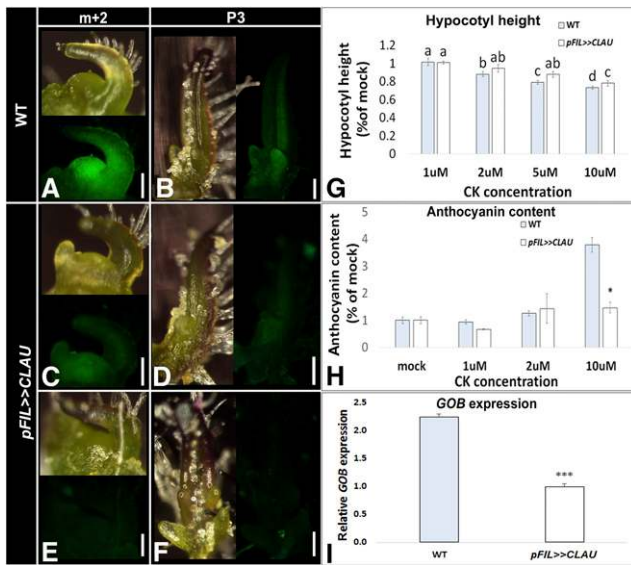 m+2 P3
WT
A B
pFIL>>CLAU
C D
E F
Hypocotyl height
WT
pFIL>>CLAU
Hypocotyl height
(%of mock)
1.2
1
0.8
0.6
0.4
0.2
0
a a b ab c ab d c
1uM 2uM 5uM 10uM
G CK concentration
Anthocyanin content
WT
pFIL>>CLAU
Anthocyanin content
(% of mock)
5
4
3
2
1
0
*
mock 1uM 2uM 10uM
H CK concentration
GOB expression
Relative GOB
expression
2.5
2.0
1.5
1.0
0.5
0.0
***
I WT pFIL>>CLAU